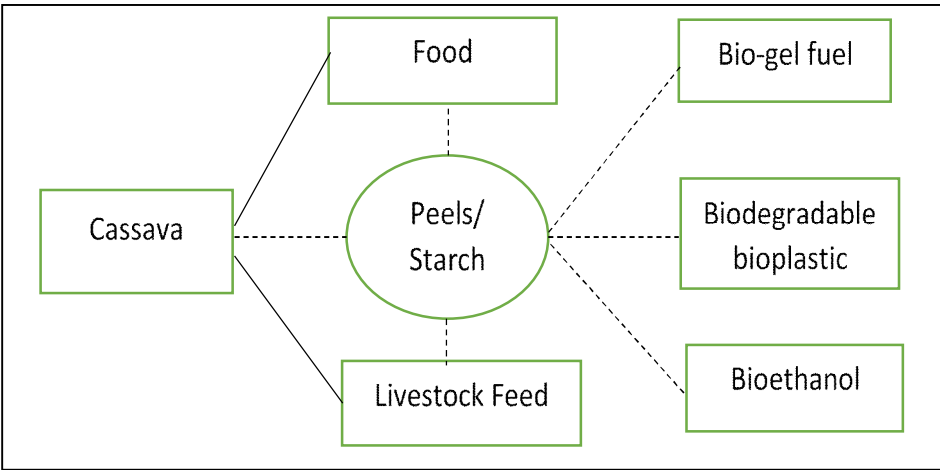 Food
Bio-gel fuel
Cassava
Peels/
Starch
Biodegradable
bioplastic
Livestock Feed
Bioethanol